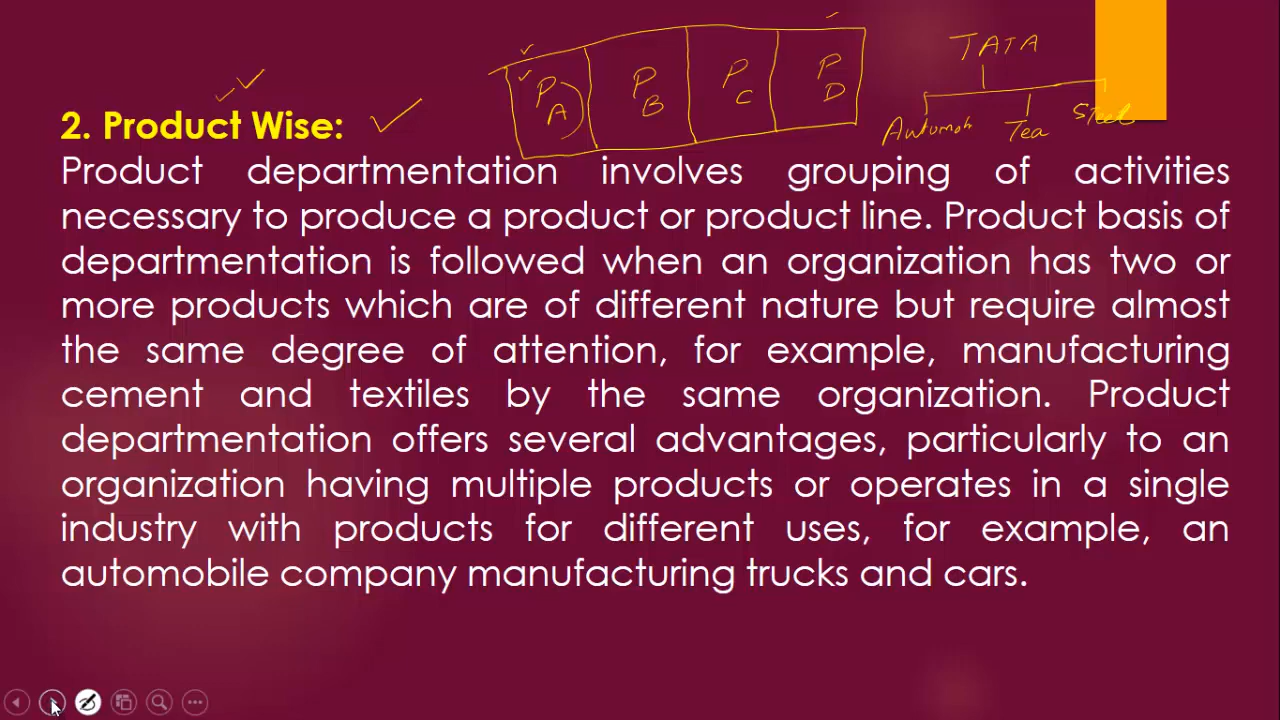 TATA
P P P P
A B C D
Automob Tea Steel
2. Product Wise:
Product departmentation involves grouping of activities
necessary to produce a product or product line. Product basis of
departmentation is followed when an organization has two or
more products which are of different nature but require almost
the same degree of attention, for example, manufacturing
cement and textiles by the same organization. Product
departmentation offers several advantages, particularly to an
organization having multiple products or operates in a single
industry with products for different uses, for example, an
automobile company manufacturing trucks and cars.